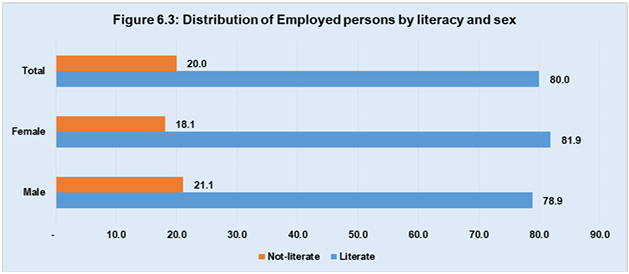 Figure 6.3: Distribution of Employed persons by literacy and sex
Total
20.0
80.0
Female
18.1
81.9
Male
21.1
78.9
- 10.0 20.0 30.0 40.0 50.0 60.0 70.0 80.0 90.0
Not-literate Literate